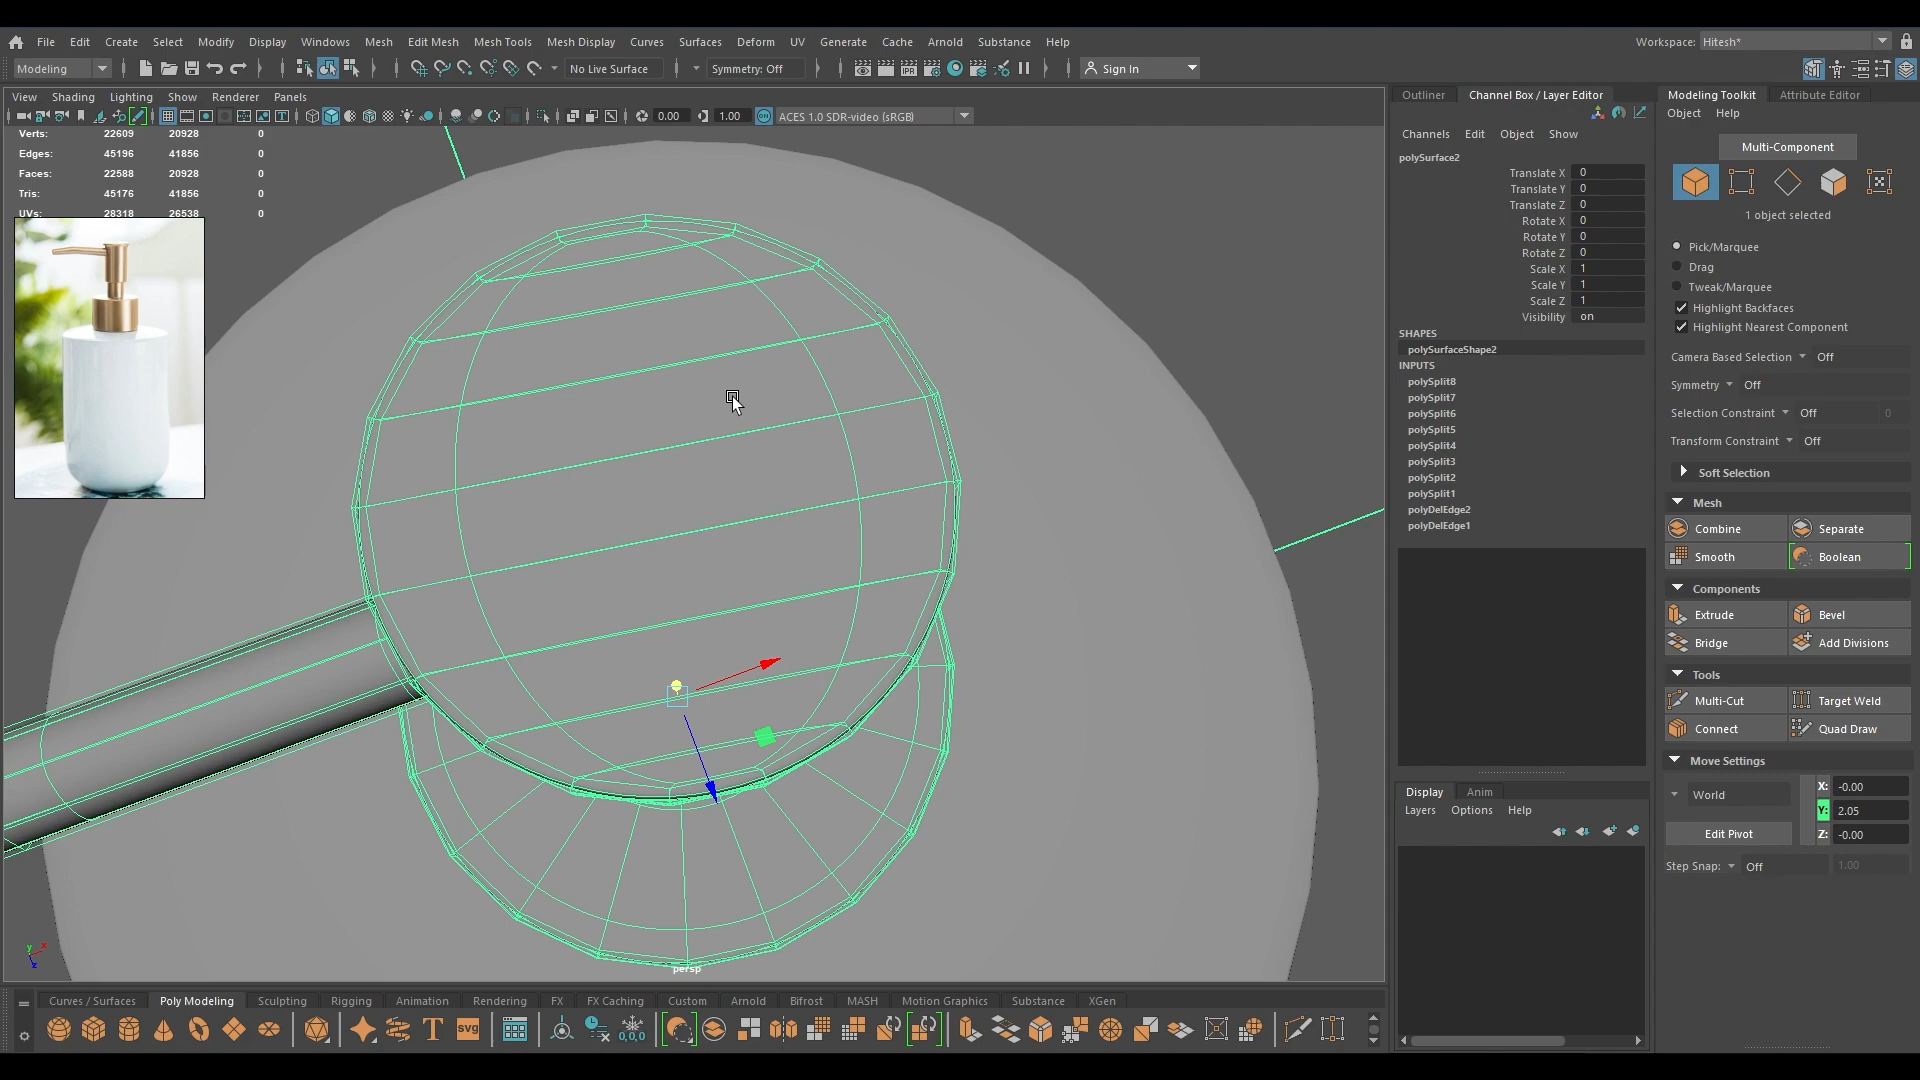 File Edit Create Select Modify Display Windows Mesh Edit Mesh Mesh Tools Mesh Display Curves Surfaces Deform UV Generate Cache Arnold Substance Help Workspace: Hitesh*
Modeling No Live Surface Symmetry: Off IPR Sign In
View Shading Lighting Show Renderer Panels
0.00 1.00 ON ACES 1.0 SDR-video (sRGB)
Verts: 22609 20928 0
Edges: 45196 41856 0
Faces: 22588 20928 0
Tris: 45176 41856 0
UVs: 28318 26538 0
persp
y x z
Outliner Channel Box / Layer Editor
Channels Edit Object Show
polySurface2
Translate X 0
Translate Y 0
Translate Z 0
Rotate X 0
Rotate Y 0
Rotate Z 0
Scale X 1
Scale Y 1
Scale Z 1
Visibility on
SHAPES
polySurfaceShape2
INPUTS
polySplit8
polySplit7
polySplit6
polySplit5
polySplit4
polySplit3
polySplit2
polySplit1
polyDelEdge2
polyDelEdge1
Display Anim
Layers Options Help
Modeling Toolkit Attribute Editor
Object Help
Multi-Component
1 object selected
Pick/Marquee
Drag
Tweak/Marquee
Highlight Backfaces
Highlight Nearest Component
Camera Based Selection Off
Symmetry Off
Selection Constraint Off 0
Transform Constraint Off
Soft Selection
Mesh
Combine Separate
Smooth Boolean
Components
Extrude Bevel
Bridge Add Divisions
Tools
Multi-Cut Target Weld
Connect Quad Draw
Move Settings
World X: -0.00
Y: 2.05
Edit Pivot Z: -0.00
Step Snap: Off 1.00
Curves / Surfaces Poly Modeling Sculpting Rigging Animation Rendering FX FX Caching Custom Arnold Bifrost MASH Motion Graphics Substance XGen
T SVG 0,0,0